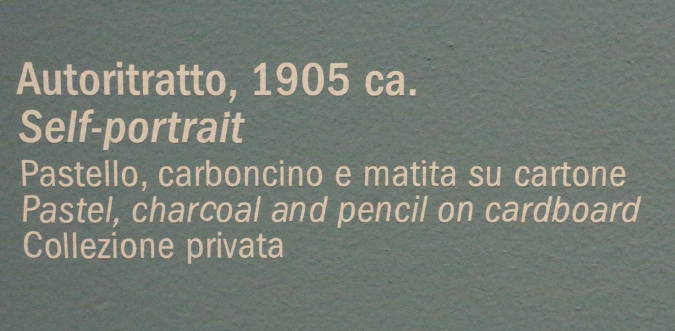 Autoritratto, 1905 ca.
Self-portrait
Pastello, carboncino e matita su cartone
Pastel, charcoal and pencil on cardboard
Collezione privata